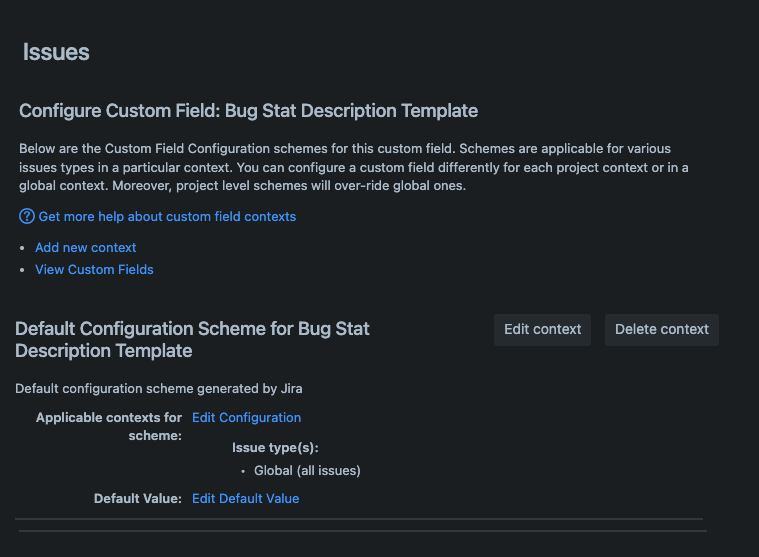 Issues
Configure Custom Field: Bug Stat Description Template
Below are the Custom Field Configuration schemes for this custom field. Schemes are applicable for various
issues types in a particular context. You can configure a custom field differently for each project context or in a
global context. Moreover, project level schemes will over-ride global ones.
? Get more help about custom field contexts
• Add new context
• View Custom Fields
Default Configuration Scheme for Bug Stat
Description Template
Edit context Delete context
Default configuration scheme generated by Jira
Applicable contexts for
scheme:
Edit Configuration
Issue type(s):
• Global (all issues)
Default Value: Edit Default Value